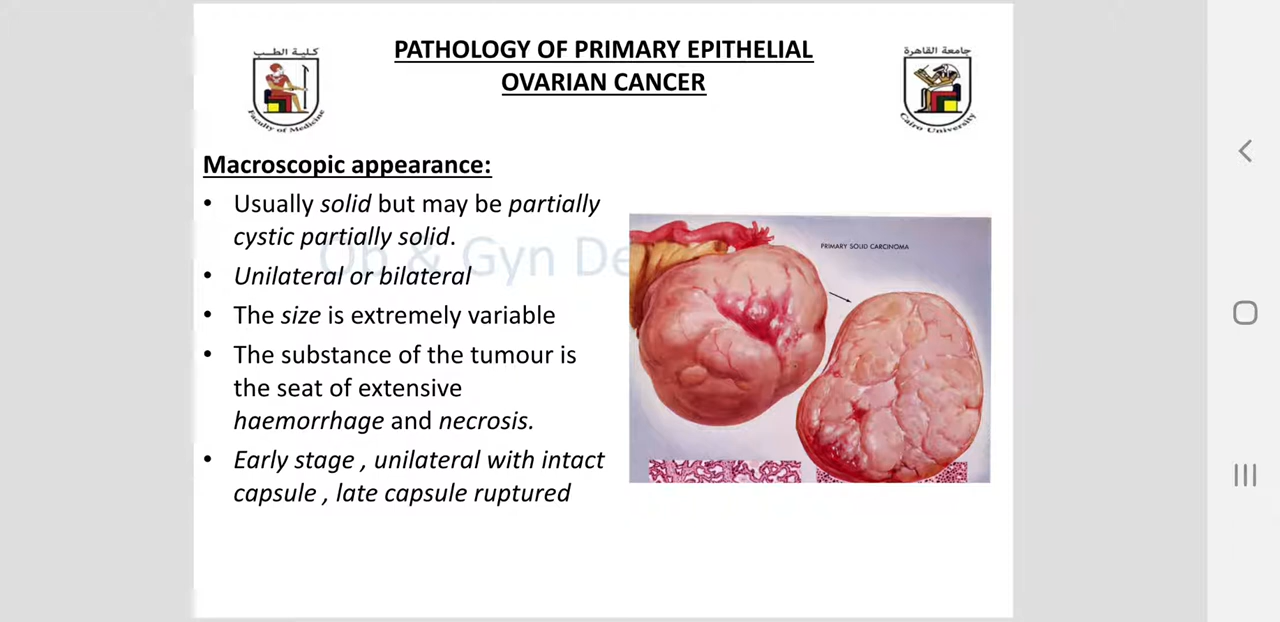 PATHOLOGY OF PRIMARY EPITHELIAL
OVARIAN CANCER
كلية الطب
Faculty of Medicine
جامعة القاهرة
Cairo University
Macroscopic appearance:
• Usually solid but may be partially
cystic partially solid.
• Unilateral or bilateral
• The size is extremely variable
• The substance of the tumour is
the seat of extensive
haemorrhage and necrosis.
• Early stage , unilateral with intact
capsule , late capsule ruptured
Ob & Gyn De
PRIMARY SOLID CARCINOMA